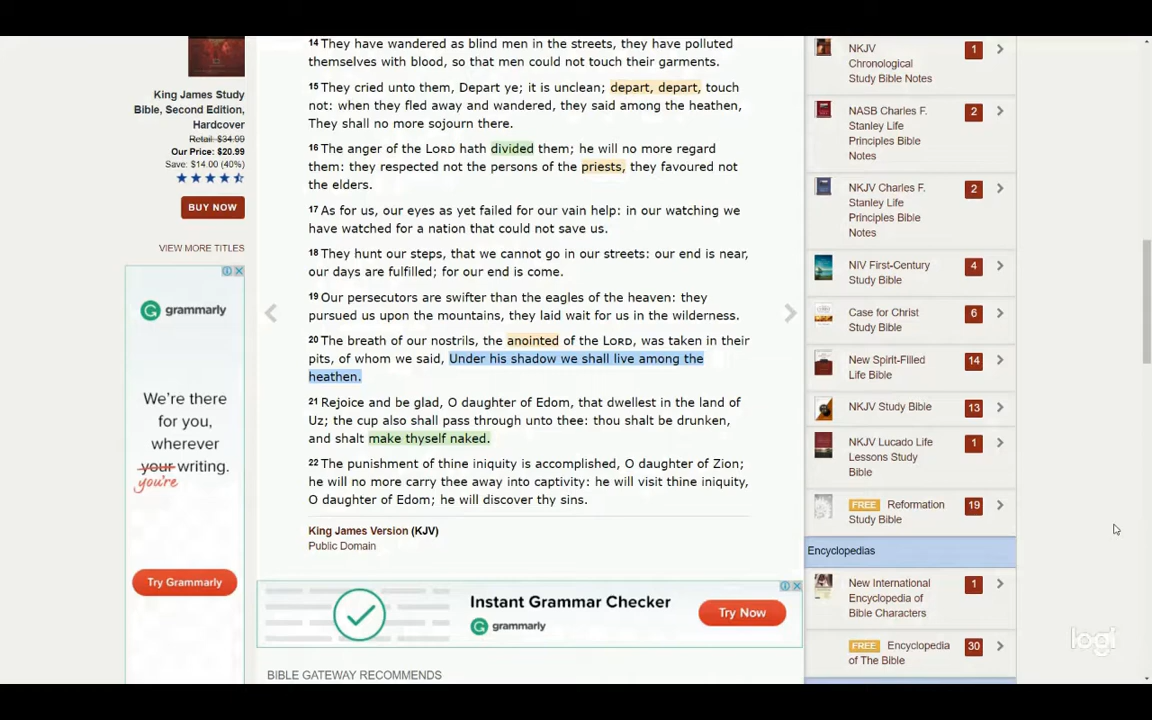 King James Study
Bible, Second Edition,
Hardcover
Retail: $34.99
Our Price: $20.99
Save: $14.00 (40%)
BUY NOW
VIEW MORE TITLES
grammarly
We're there
for you,
wherever
your writing.
you're
Try Grammarly
14 They have wandered as blind men in the streets, they have polluted
themselves with blood, so that men could not touch their garments.
15 They cried unto them, Depart ye; it is unclean; depart, depart, touch
not: when they fled away and wandered, they said among the heathen,
They shall no more sojourn there.
16 The anger of the LORD hath divided them; he will no more regard
them: they respected not the persons of the priests, they favoured not
the elders.
17 As for us, our eyes as yet failed for our vain help: in our watching we
have watched for a nation that could not save us.
18 They hunt our steps, that we cannot go in our streets: our end is near,
our days are fulfilled; for our end is come.
19 Our persecutors are swifter than the eagles of the heaven: they
pursued us upon the mountains, they laid wait for us in the wilderness.
20 The breath of our nostrils, the anointed of the LORD, was taken in their
pits, of whom we said, Under his shadow we shall live among the
heathen.
21 Rejoice and be glad, O daughter of Edom, that dwellest in the land of
Uz; the cup also shall pass through unto thee: thou shalt be drunken,
and shalt make thyself naked.
22 The punishment of thine iniquity is accomplished, O daughter of Zion;
he will no more carry thee away into captivity: he will visit thine iniquity,
O daughter of Edom; he will discover thy sins.
King James Version (KJV)
Public Domain
Instant Grammar Checker
grammarly
Try Now
BIBLE GATEWAY RECOMMENDS
NKJV 1
Chronological
Study Bible Notes
NASB Charles F. 2
Stanley Life
Principles Bible
Notes
NKJV Charles F. 2
Stanley Life
Principles Bible
Notes
NIV First-Century 4
Study Bible
Case for Christ 6
Study Bible
New Spirit-Filled 14
Life Bible
NKJV Study Bible 13
NKJV Lucado Life 1
Lessons Study
Bible
FREE Reformation 19
Study Bible
Encyclopedias
New International 1
Encyclopedia of
Bible Characters
FREE Encyclopedia 30
of The Bible
logi